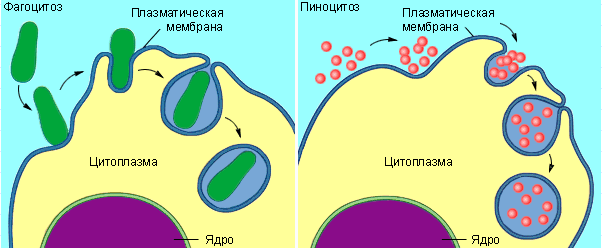 Фагоцитоз
Плазматическая
мембрана
Цитоплазма
Ядро
Пиноцитоз
Плазматическая
мембрана
Цитоплазма
Ядро